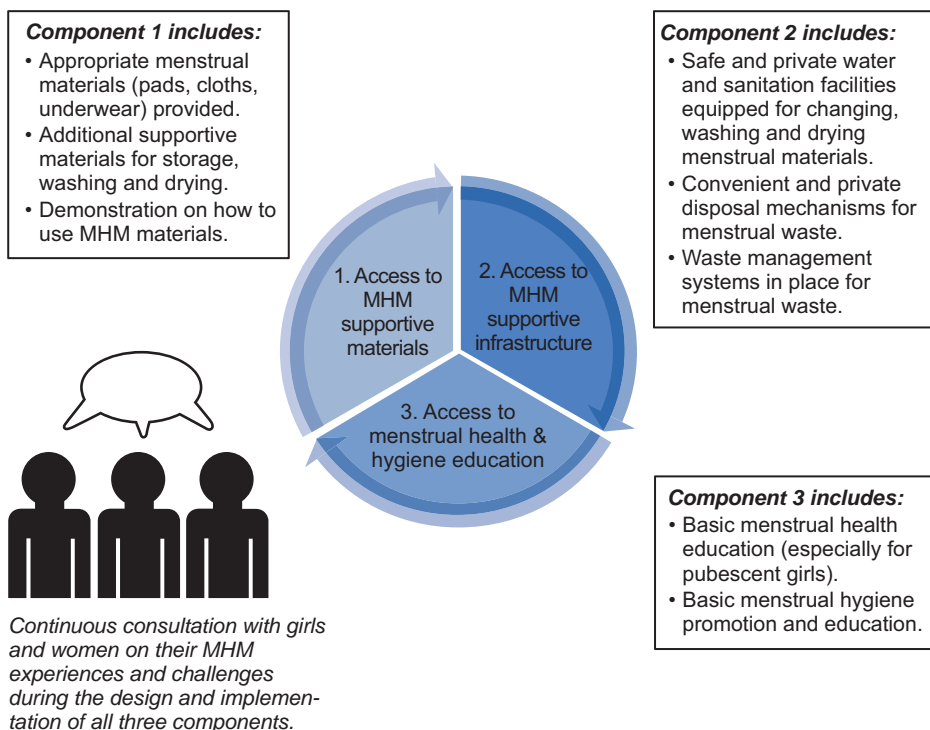 Component 1 includes:
• Appropriate menstrual
materials (pads, cloths,
underwear) provided.
• Additional supportive
materials for storage,
washing and drying.
• Demonstration on how to
use MHM materials.
Component 2 includes:
• Safe and private water
and sanitation facilities
equipped for changing,
washing and drying
menstrual materials.
• Convenient and private
disposal mechanisms for
menstrual waste.
• Waste management
systems in place for
menstrual waste.
1. Access to
MHM
supportive
materials
2. Access to
MHM
supportive
infrastructure
3. Access to
menstrual health &
hygiene education
Component 3 includes:
• Basic menstrual health
education (especially for
pubescent girls).
• Basic menstrual hygiene
promotion and education.
Continuous consultation with girls
and women on their MHM
experiences and challenges
during the design and implemen-
tation of all three components.